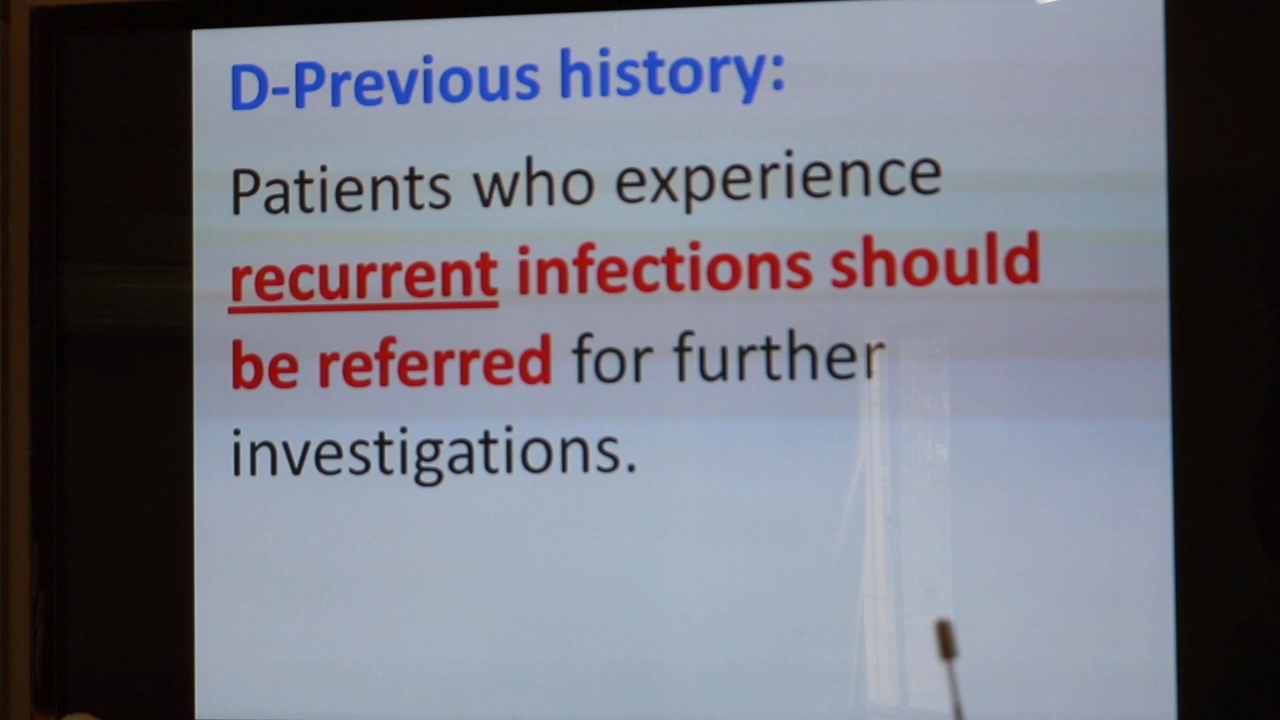 D-Previous history:
Patients who experience
recurrent infections should
be referred for further
investigations.